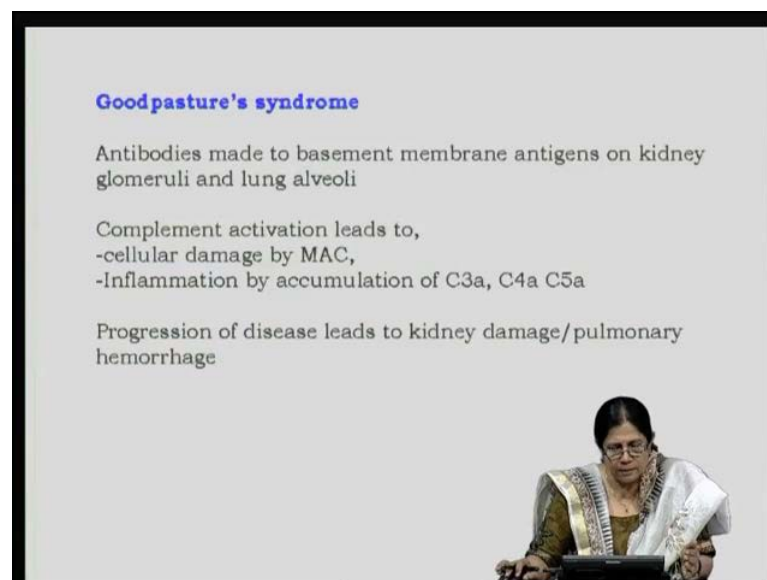 Goodpasture's syndrome
Antibodies made to basement membrane antigens on kidney
glomeruli and lung alveoli
Complement activation leads to,
-cellular damage by MAC,
-Inflammation by accumulation of C3a, C4a C5a
Progression of disease leads to kidney damage/pulmonary
hemorrhage